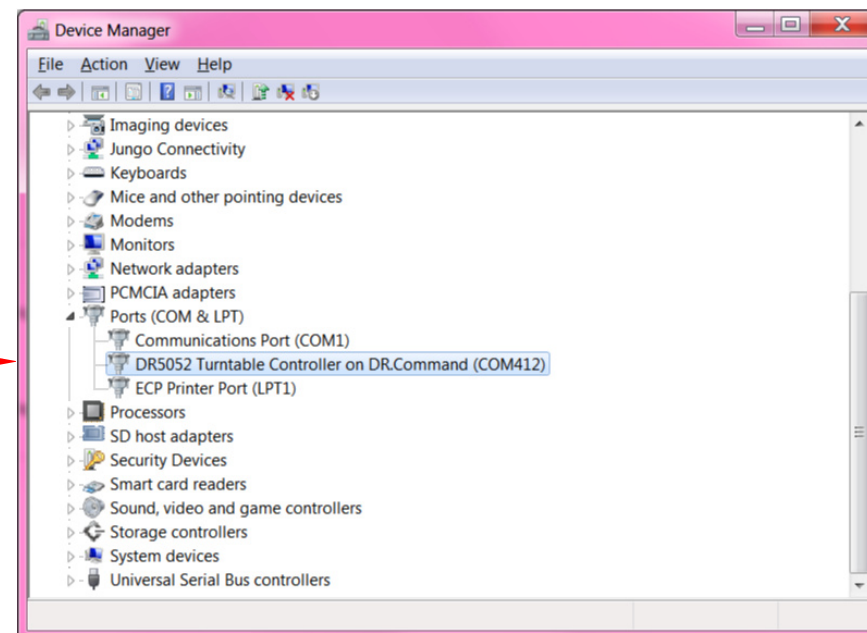 Device Manager
File Action View Help
Imaging devices
Jungo Connectivity
Keyboards
Mice and other pointing devices
Modems
Monitors
Network adapters
PCMCIA adapters
Ports (COM & LPT)
Communications Port (COM1)
DR5052 Turntable Controller on DR.Command (COM412)
ECP Printer Port (LPT1)
Processors
SD host adapters
Security Devices
Smart card readers
Sound, video and game controllers
Storage controllers
System devices
Universal Serial Bus controllers